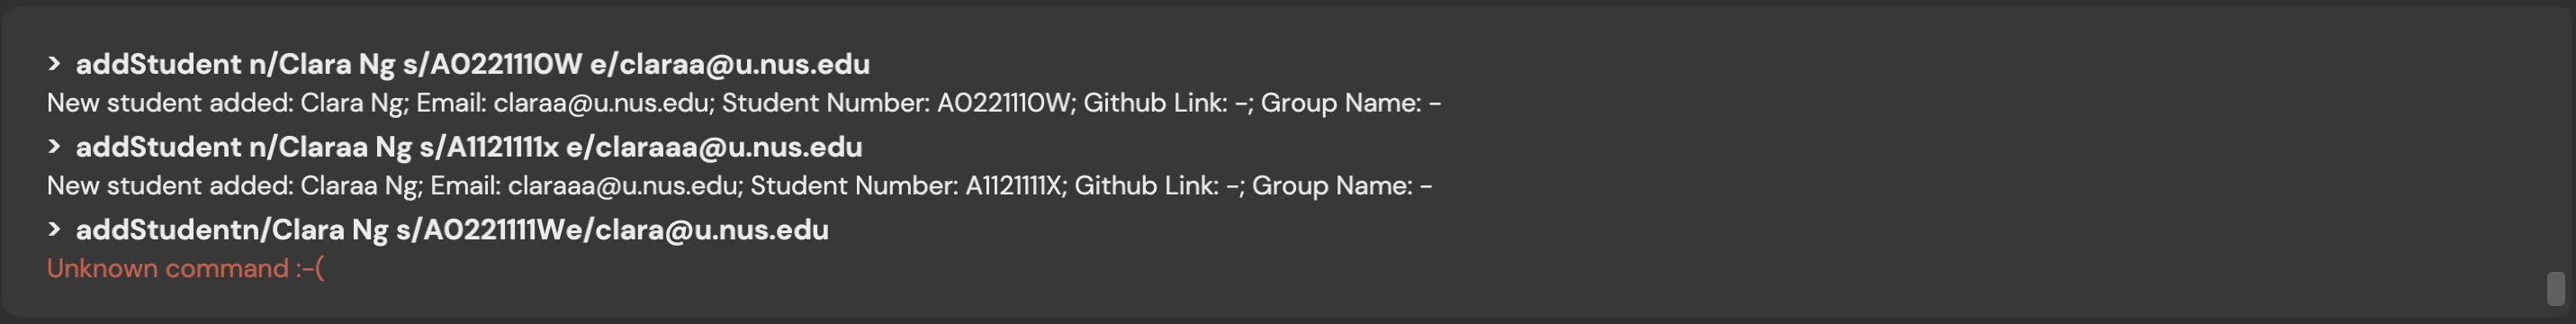 > addStudent n/Clara Ng s/A0221110W e/claraa@u.nus.edu
New student added: Clara Ng; Email: claraa@u.nus.edu; Student Number: A0221110W; Github Link: -; Group Name: -
> addStudent n/Claraa Ng s/A1121111x e/claraaa@u.nus.edu
New student added: Claraa Ng; Email: claraaa@u.nus.edu; Student Number: A1121111X; Github Link: -; Group Name: -
> addStudentn/Clara Ng s/A0221111We/clara@u.nus.edu
Unknown command :-(